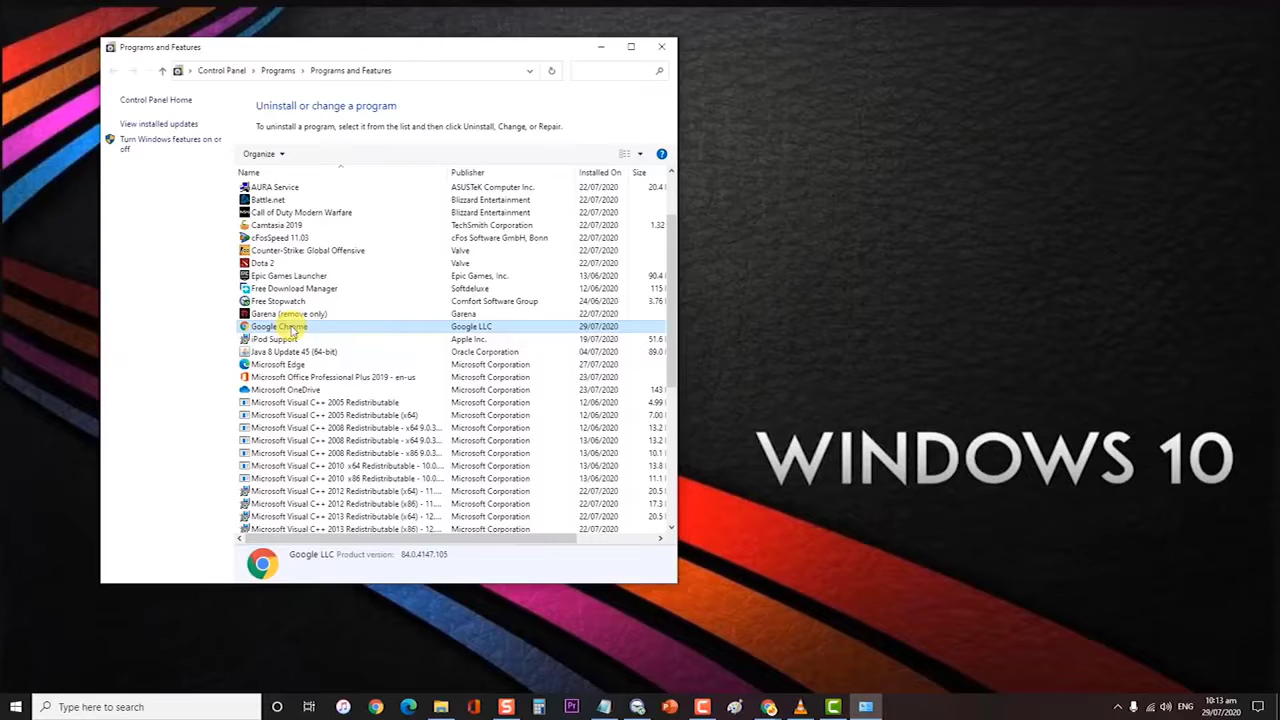 Programs and Features
Control Panel > Programs > Programs and Features
Control Panel Home
View installed updates
Turn Windows features on or
off
Uninstall or change a program
To uninstall a program, select it from the list and then click Uninstall, Change, or Repair.
Organize
Name Publisher Installed On Size
AURA Service ASUSTeK Computer Inc. 22/07/2020 20.4
Battle.net Blizzard Entertainment 22/07/2020
Call of Duty Modern Warfare Blizzard Entertainment 22/07/2020
Camtasia 2019 TechSmith Corporation 22/07/2020 1.32
cFosSpeed 11.03 cFos Software GmbH, Bonn 22/07/2020
Counter-Strike: Global Offensive Valve 22/07/2020
Dota 2 Valve 22/07/2020
Epic Games Launcher Epic Games, Inc. 13/06/2020 90.4
Free Download Manager Softdeluxe 12/06/2020 115
Free Stopwatch Comfort Software Group 24/06/2020 3.76
Garena (remove only) Garena 22/07/2020
Google Chrome Google LLC 29/07/2020
iPod Support Apple Inc. 19/07/2020 51.6
Java 8 Update 45 (64-bit) Oracle Corporation 04/07/2020 89.0
Microsoft Edge Microsoft Corporation 27/07/2020
Microsoft Office Professional Plus 2019 - en-us Microsoft Corporation 23/07/2020
Microsoft OneDrive Microsoft Corporation 23/07/2020 143
Microsoft Visual C++ 2005 Redistributable Microsoft Corporation 12/06/2020 4.99
Microsoft Visual C++ 2005 Redistributable (x64) Microsoft Corporation 12/06/2020 7.00
Microsoft Visual C++ 2008 Redistributable - x64 9.0.3... Microsoft Corporation 12/06/2020 13.2
Microsoft Visual C++ 2008 Redistributable - x64 9.0.3... Microsoft Corporation 12/06/2020 13.2
Microsoft Visual C++ 2008 Redistributable - x86 9.0.3... Microsoft Corporation 12/06/2020 10.1
Microsoft Visual C++ 2010 x64 Redistributable - 10.0... Microsoft Corporation 13/06/2020 13.8
Microsoft Visual C++ 2010 x86 Redistributable - 10.0... Microsoft Corporation 13/06/2020 11.1
Microsoft Visual C++ 2012 Redistributable (x64) - 11.... Microsoft Corporation 22/07/2020 20.5
Microsoft Visual C++ 2012 Redistributable (x86) - 11.... Microsoft Corporation 22/07/2020 17.3
Microsoft Visual C++ 2013 Redistributable (x64) - 12.... Microsoft Corporation 22/07/2020 20.5
Microsoft Visual C++ 2013 Redistributable (x86) - 12.... Microsoft Corporation 22/07/2020 17.1
Google LLC Product version: 84.0.4147.105
WINDOWS 10
Type here to search
ENG
10:13 am
29/07/2020